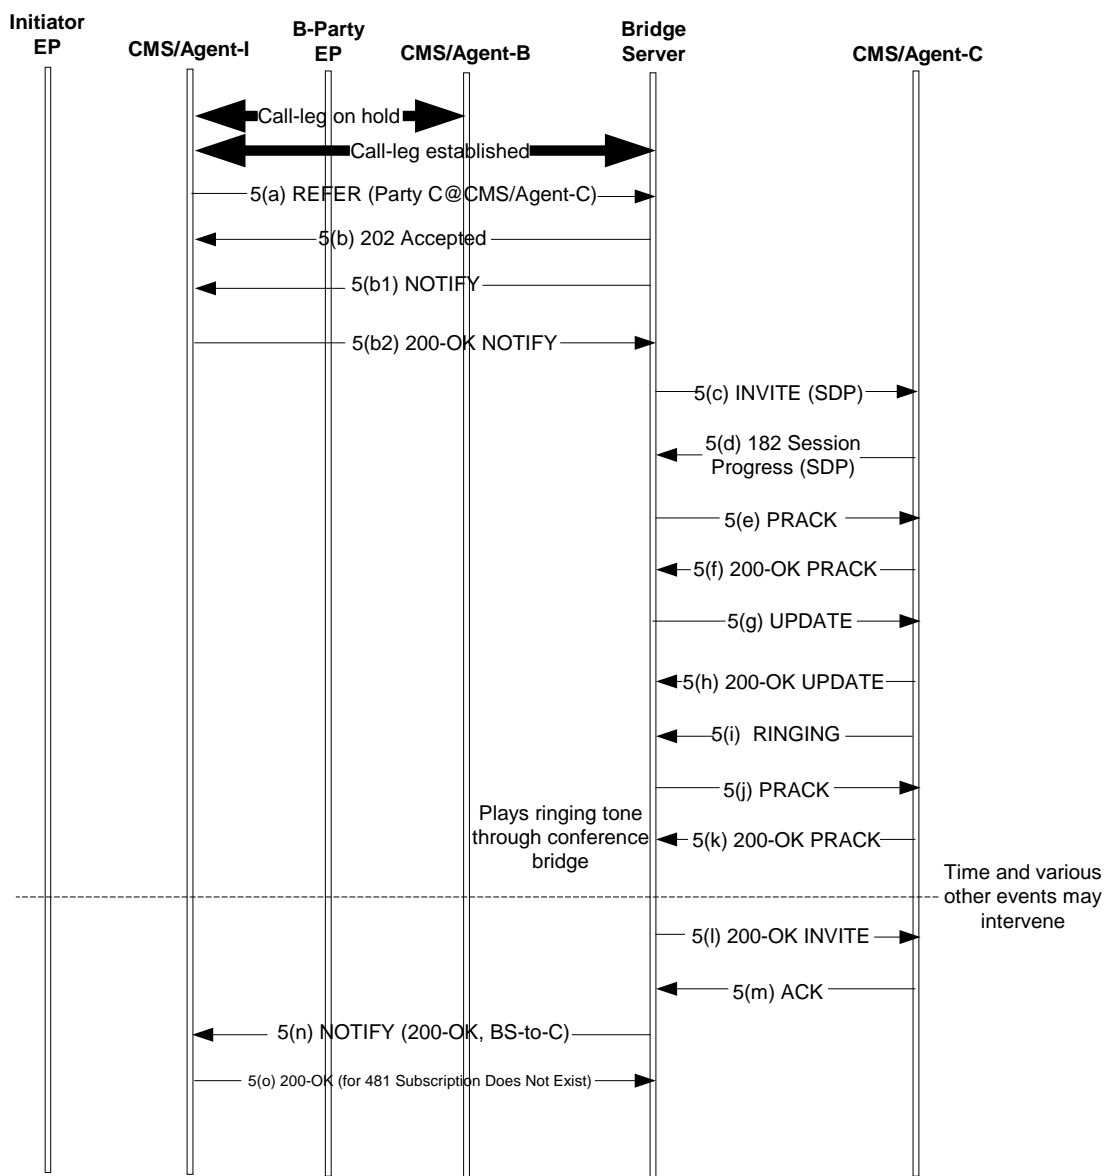 Initiator
EP
CMS/Agent-I
B-Party
EP
CMS/Agent-B
Bridge
Server
CMS/Agent-C
Call-leg on hold
Call-leg established
5(a) REFER (Party C@CMS/Agent-C)
5(b) 202 Accepted
5(b1) NOTIFY
5(b2) 200-OK NOTIFY
5(c) INVITE (SDP)
5(d) 182 Session
Progress (SDP)
5(e) PRACK
5(f) 200-OK PRACK
5(g) UPDATE
5(h) 200-OK UPDATE
5(i) RINGING
5(j) PRACK
Plays ringing tone
through conference
bridge
5(k) 200-OK PRACK
Time and various
other events may
intervene
5(l) 200-OK INVITE
5(m) ACK
5(n) NOTIFY (200-OK, BS-to-C)
5(o) 200-OK (for 481 Subscription Does Not Exist)